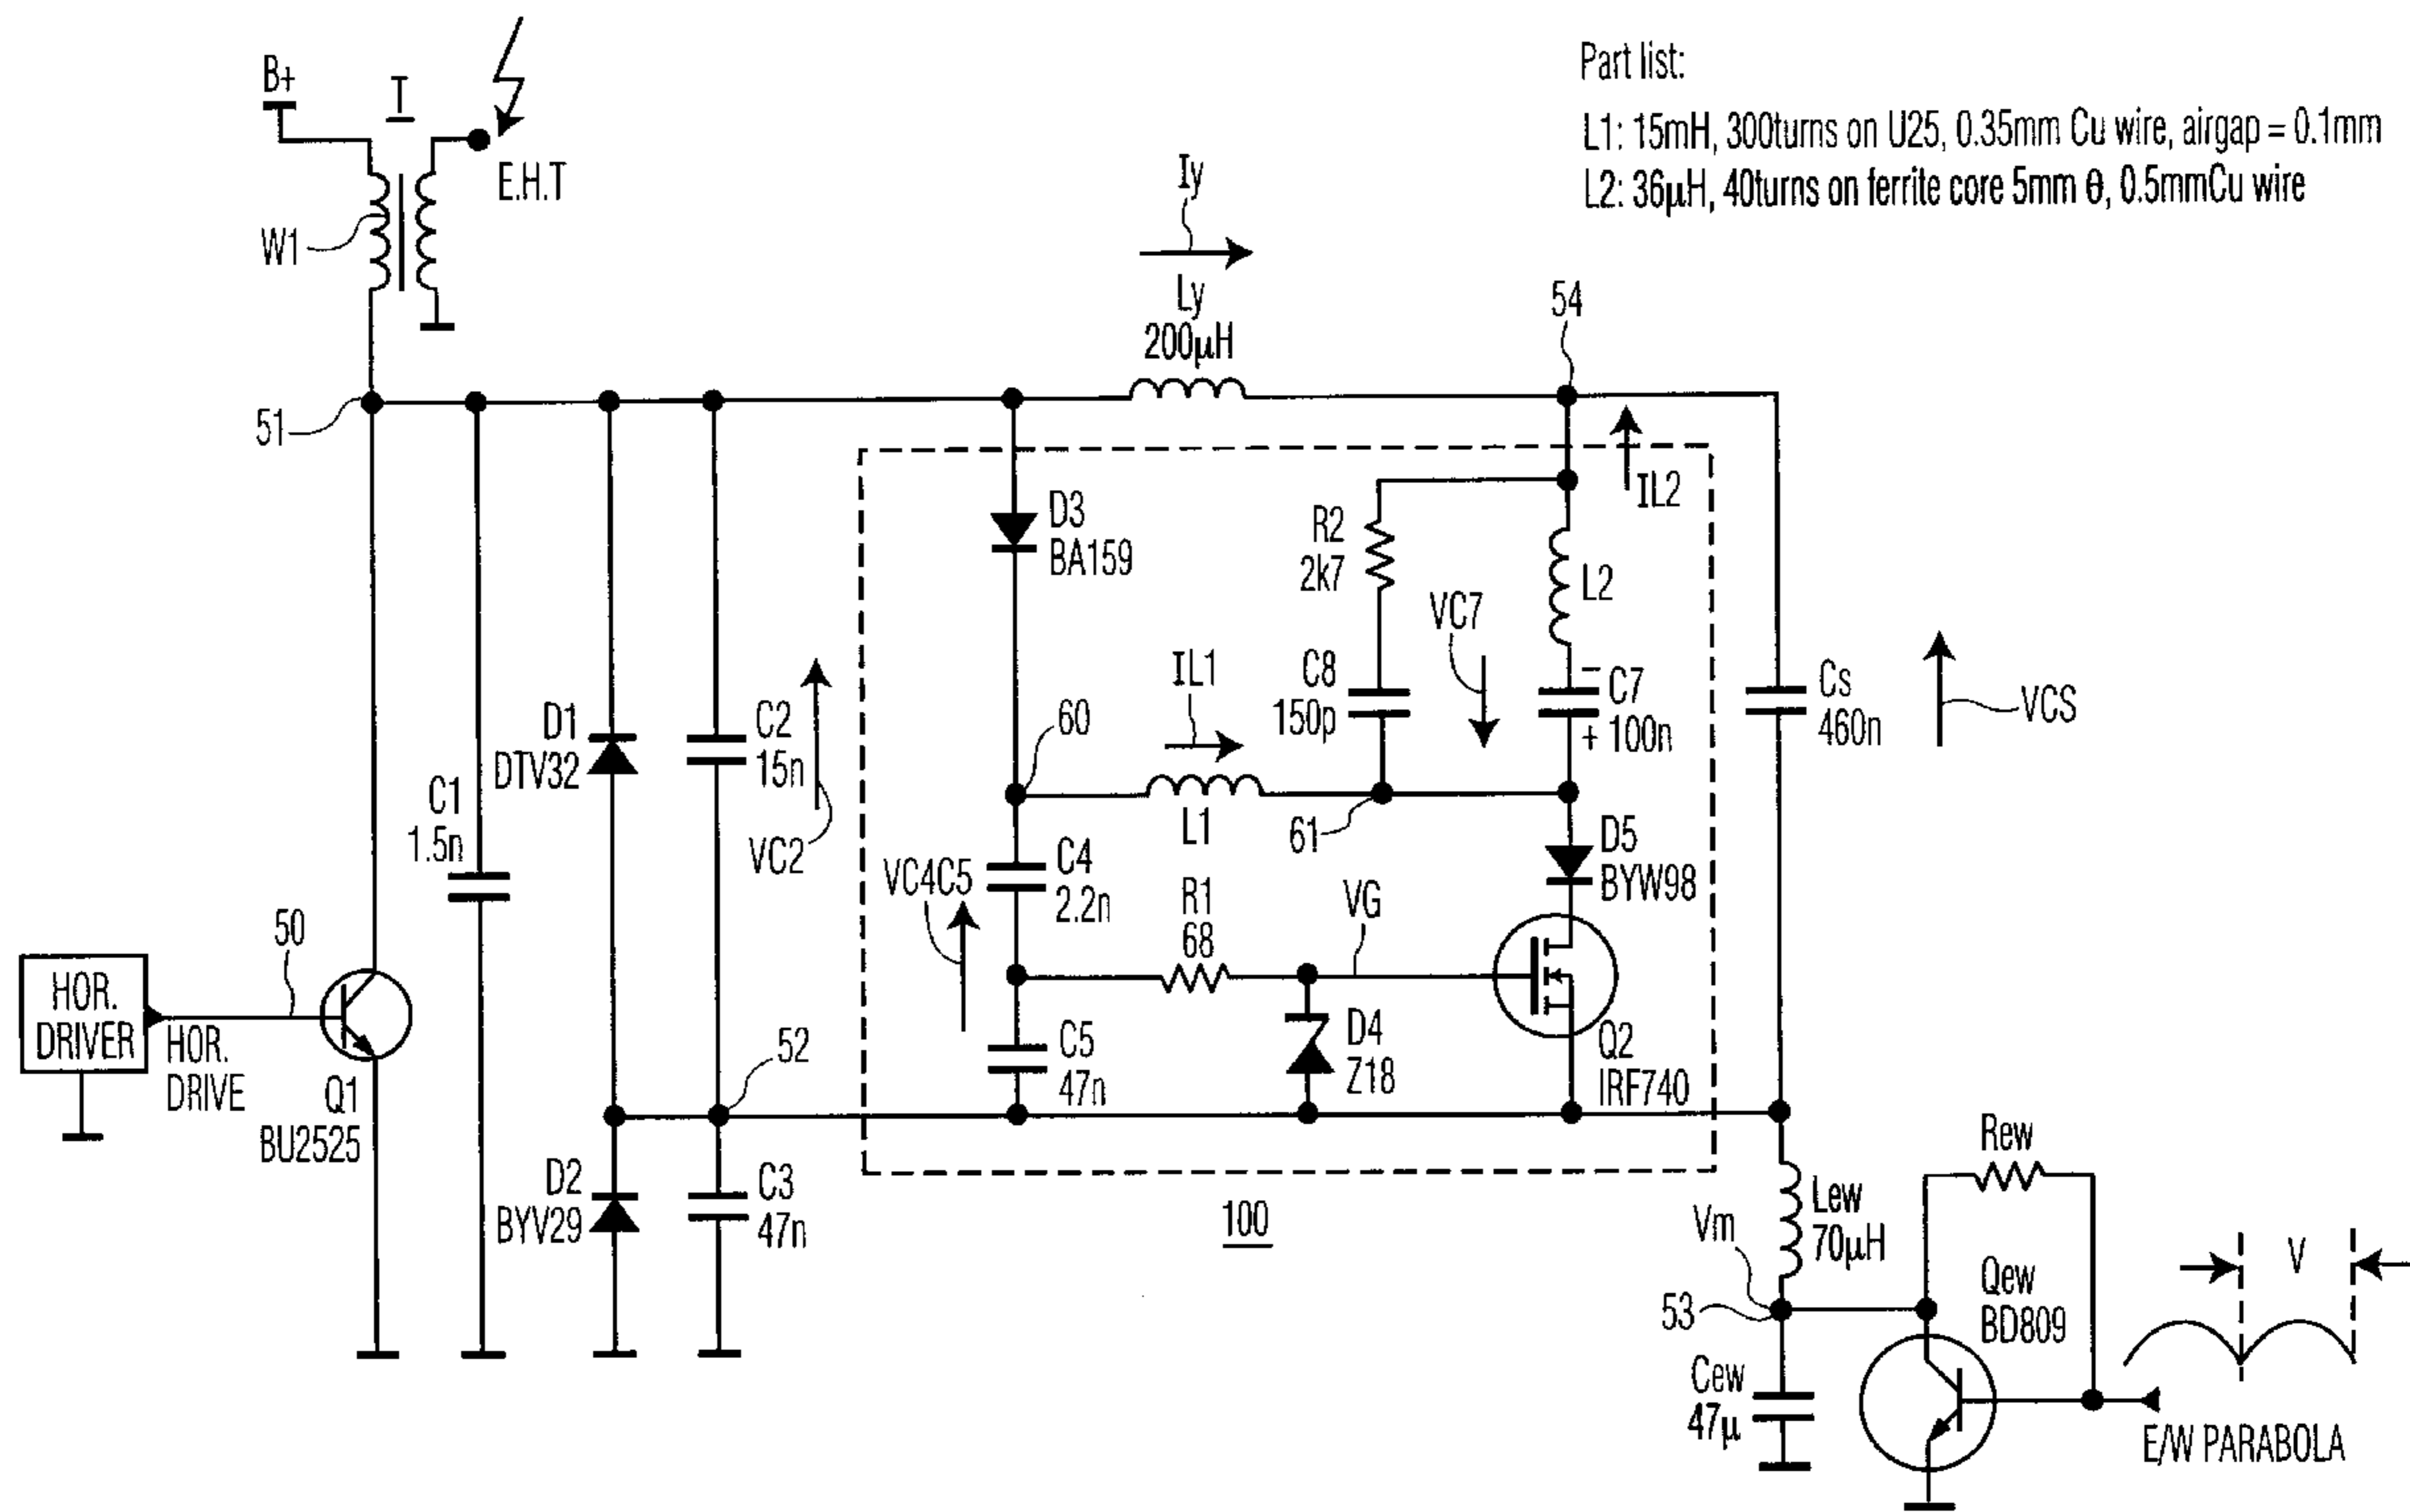 Part list:
L1: 15mH, 300turns on U25, 0.35mm Cu wire, airgap = 0.1mm
L2: 36μH, 40turns on ferrite core 5mm θ, 0.5mmCu wire
B+
T
E.H.T
W1
Iy
Ly
200μH
54
51
IL2
D3
BA159
R2
2k7
L2
VC7
IL1
C8
150p
− C7
+ 100n
Cs
460n
VCS
D1
DTV32
C2
15n
60
C1
1.5n
VC2
L1
61
D5
BYW98
VC4C5
C4
2.2n
R1
68
VG
50
HOR.
DRIVER
HOR.
DRIVE
Q1
BU2525
52
C5
47n
D4
Z18
Q2
IRF740
D2
BYV29
C3
47n
100
Rew
Lew
70μH
Vm
53
Qew
BD809
V
Cew
47μ
E/W PARABOLA